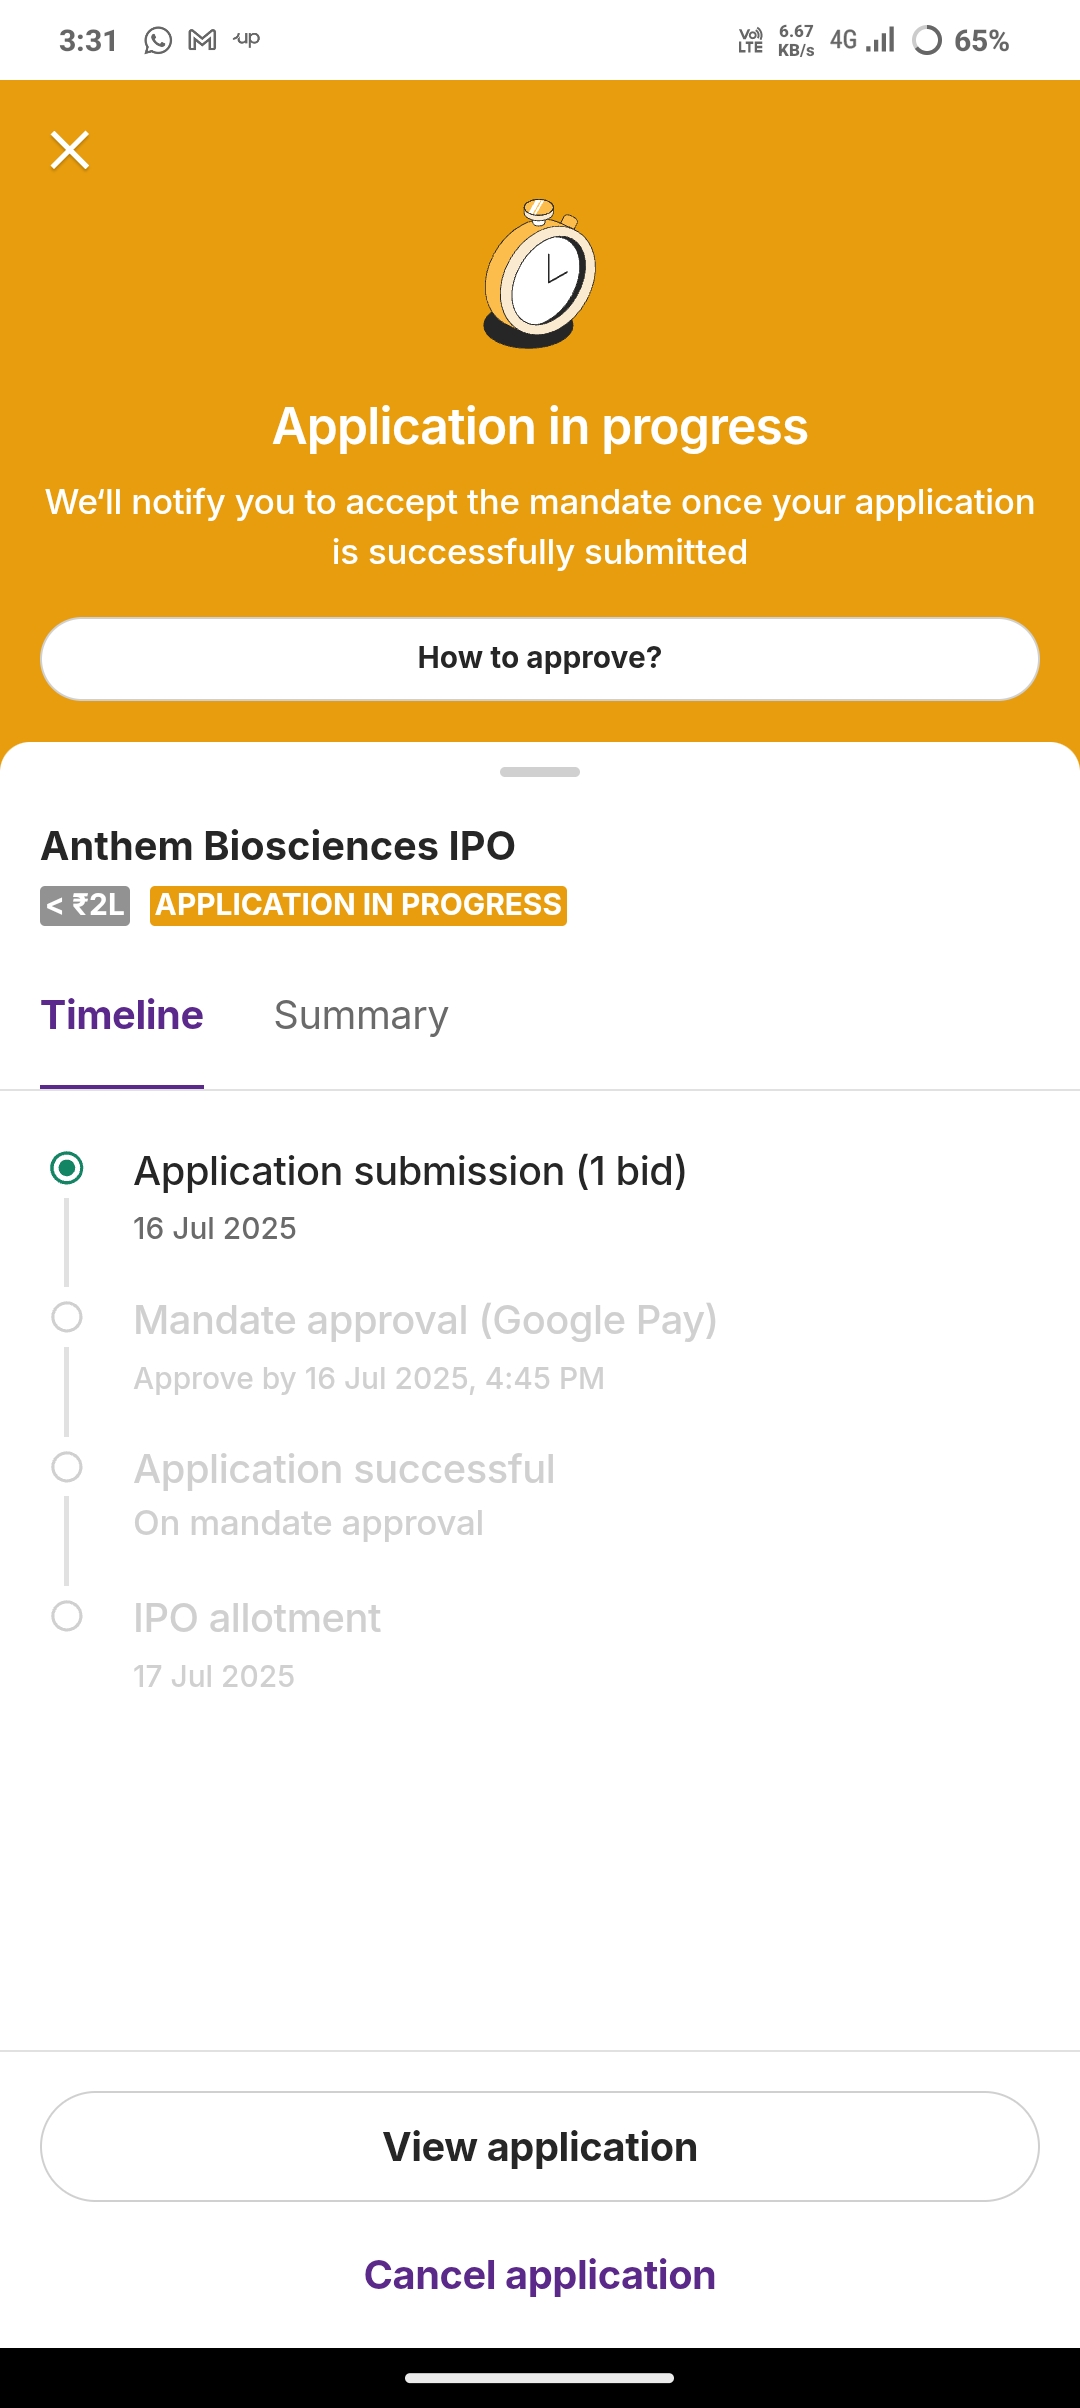 3:31
up
Vo)) LTE
6.67 KB/s
4G
65%
Application in progress
We‘ll notify you to accept the mandate once your application
is successfully submitted
How to approve?
Anthem Biosciences IPO
< ₹2L APPLICATION IN PROGRESS
Timeline Summary
Application submission (1 bid)
16 Jul 2025
Mandate approval (Google Pay)
Approve by 16 Jul 2025, 4:45 PM
Application successful
On mandate approval
IPO allotment
17 Jul 2025
View application
Cancel application